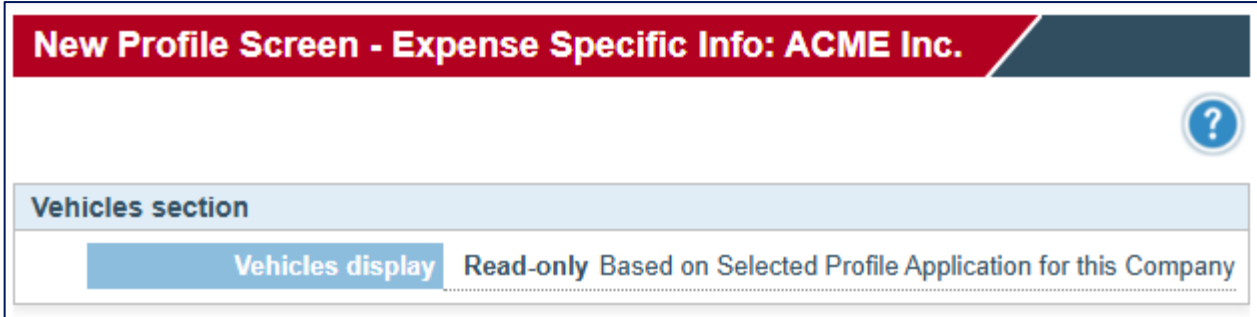 New Profile Screen - Expense Specific Info: ACME Inc.
?
Vehicles section
Vehicles display Read-only Based on Selected Profile Application for this Company